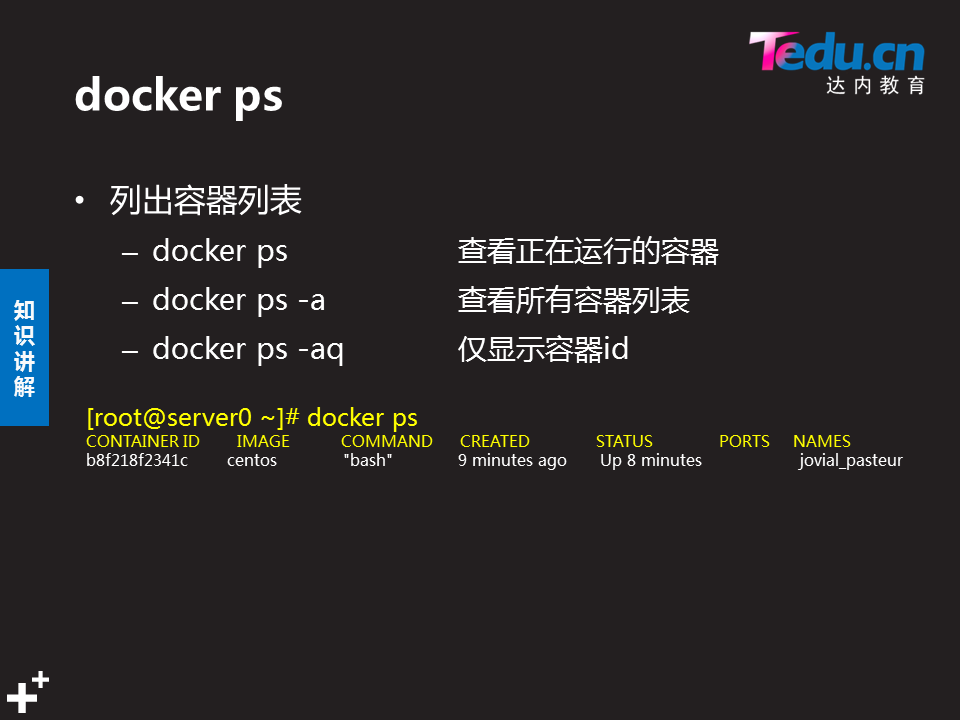 Tedu.cn
达内教育
docker ps
• 列出容器列表
– docker ps 查看正在运行的容器
– docker ps -a 查看所有容器列表
– docker ps -aq 仅显示容器id
知识讲解
[root@server0 ~]# docker ps
CONTAINER ID IMAGE COMMAND CREATED STATUS PORTS NAMES
b8f218f2341c centos "bash" 9 minutes ago Up 8 minutes jovial_pasteur